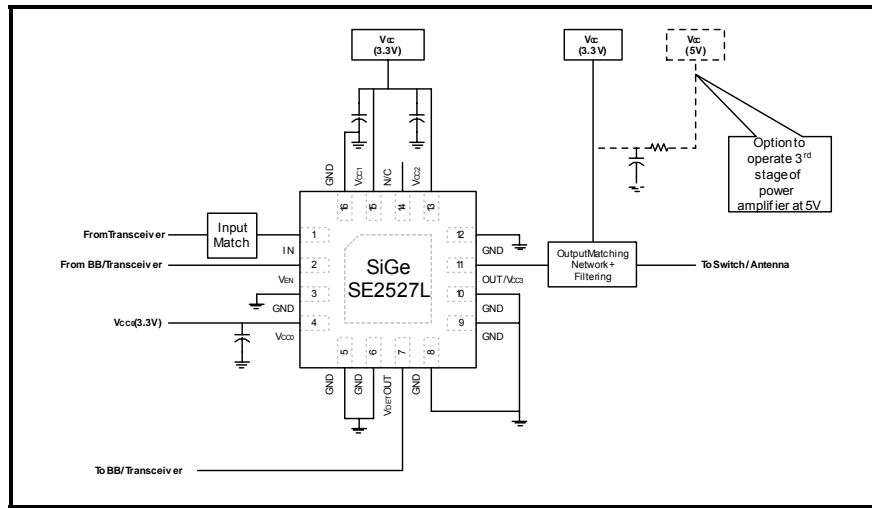 Vcc
(3.3V)
Vcc
(3.3V)
Vcc
(5V)
Option to
operate 3rd
stage of
power
amplifier at 5V
GND
VCC1
N/C
VCC2
16
15
14
13
From Transceiver
Input
Match
1
IN
12
GND
From BB/Transceiver
2
VEN
SiGe
SE2527L
11
OUT/VCC3
Output Matching
Network +
Filtering
To Switch / Antenna
3
GND
10
GND
VCC0(3.3V)
4
VCC0
9
GND
5
6
7
8
GND
GND
VDETOUT
GND
To BB/Transceiver